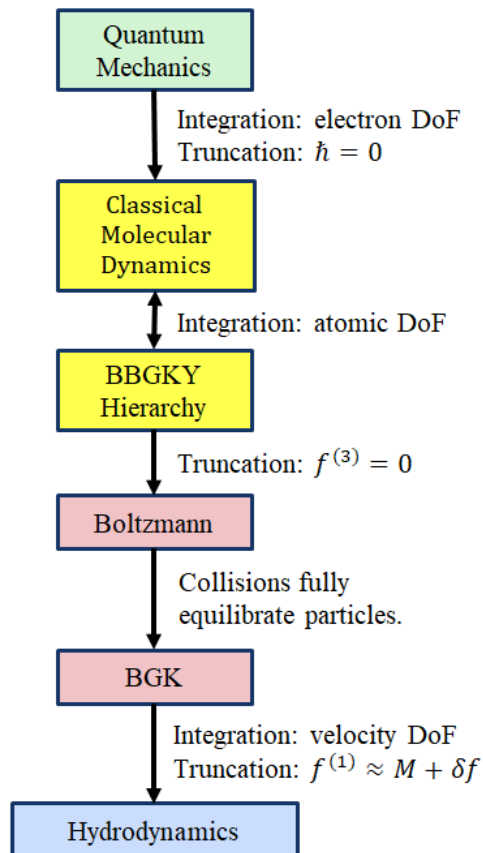 Quantum
Mechanics
Integration: electron DoF
Truncation: ℏ = 0
Classical
Molecular
Dynamics
Integration: atomic DoF
BBGKY
Hierarchy
Truncation: f⁽³⁾ = 0
Boltzmann
Collisions fully
equilibrate particles.
BGK
Integration: velocity DoF
Truncation: f⁽¹⁾ ≈ M + δf
Hydrodynamics